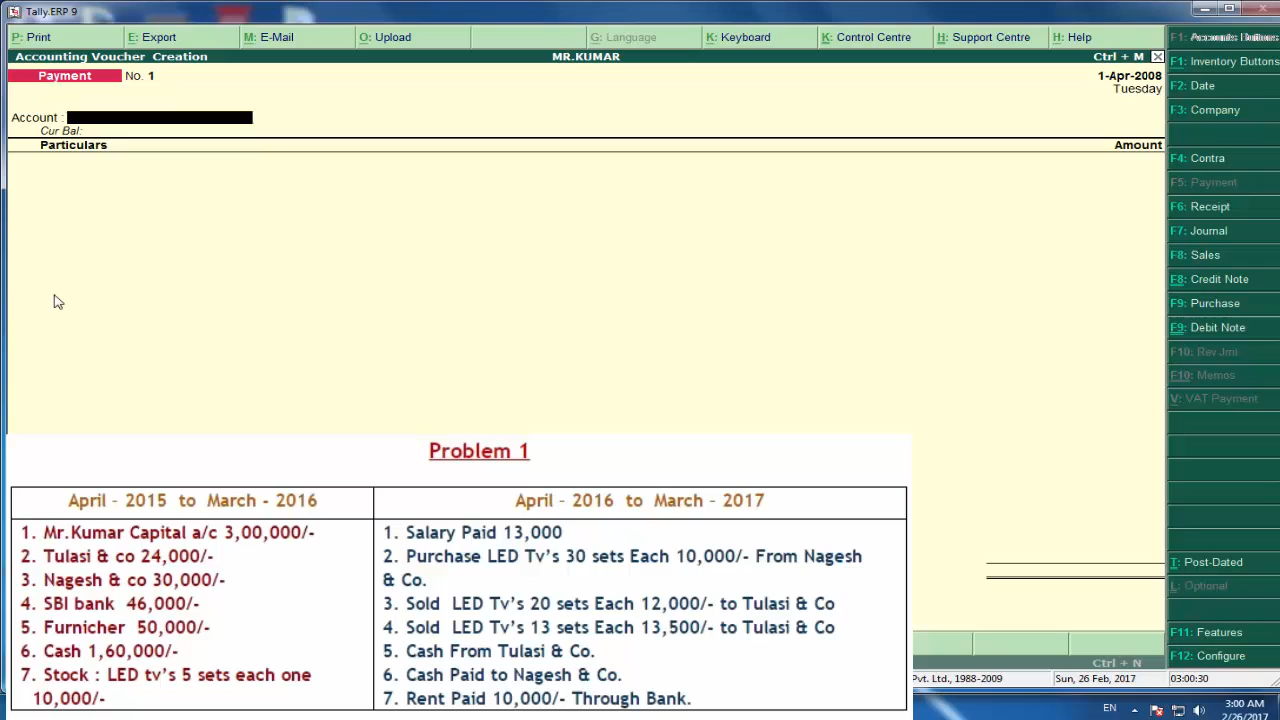 Tally.ERP 9
P: Print E: Export M: E-Mail O: Upload G: Language K: Keyboard K: Control Centre H: Support Centre H: Help
Accounting Voucher Creation MR.KUMAR Ctrl + M
Payment No. 1 1-Apr-2008
Tuesday
Account :
Cur Bal:
Particulars Amount
F1: Accounts Buttons
F1: Inventory Buttons
F2: Date
F3: Company
F4: Contra
F5: Payment
F6: Receipt
F7: Journal
F8: Sales
F8: Credit Note
F9: Purchase
F9: Debit Note
F10: Rev Jrnl
F10: Memos
V: VAT Payment
T: Post-Dated
L: Optional
F11: Features
F12: Configure
Problem 1
April - 2015 to March - 2016
1. Mr.Kumar Capital a/c 3,00,000/-
2. Tulasi & co 24,000/-
3. Nagesh & co 30,000/-
4. SBI bank 46,000/-
5. Furnicher 50,000/-
6. Cash 1,60,000/-
7. Stock : LED tv's 5 sets each one
10,000/-
April - 2016 to March - 2017
1. Salary Paid 13,000
2. Purchase LED Tv's 30 sets Each 10,000/- From Nagesh
& Co.
3. Sold LED Tv's 20 sets Each 12,000/- to Tulasi & Co
4. Sold LED Tv's 13 sets Each 13,500/- to Tulasi & Co
5. Cash From Tulasi & Co.
6. Cash Paid to Nagesh & Co.
7. Rent Paid 10,000/- Through Bank.
Ctrl + N
Pvt. Ltd., 1988-2009 Sun, 26 Feb, 2017 03:00:30
EN 3:00 AM
2/26/2017